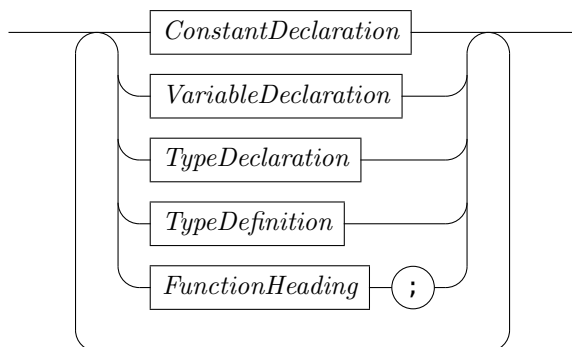 ConstantDeclaration
VariableDeclaration
TypeDeclaration
TypeDefinition
FunctionHeading ;